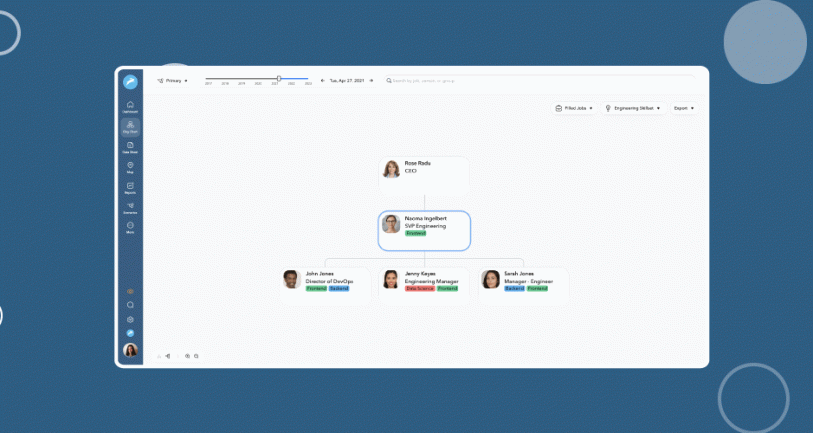 Primary
2017 2018 2019 2020 2021 2022 2023
Tue, Apr 27, 2021
Search by job, person, or group
Dashboard
Org Chart
Data Sheet
Map
Reports
Scenarios
More
Filled Jobs
Engineering Skillset
Export
Rose Rada
CEO
Naoma Ingelbert
SVP Engineering
Frontend
John Jones
Director of DevOps
Frontend Backend
Jenny Keyes
Engineering Manager
Data Science Frontend
Sarah Jones
Manager - Engineer
Backend Frontend